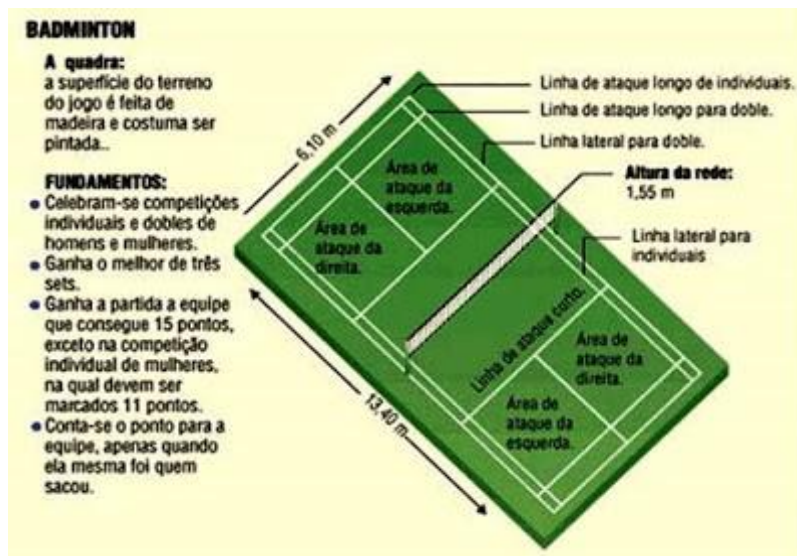 BADMINTON
A quadra:
a superfície do terreno
do jogo é feita de
madeira e costuma ser
pintada..
FUNDAMENTOS:
Celebram-se competições
individuais e dobles de
homens e mulheres.
Ganha o melhor de três
sets.
Ganha a partida a equipe
que consegue 15 pontos,
exceto na competição
individual de mulheres,
na qual devem ser
marcados 11 pontos.
Conta-se o ponto para a
equipe, apenas quando
ela mesma foi quem
sacou.
6,10 m
Linha de ataque longo de individuais.
Linha de ataque longo para doble.
Linha lateral para doble.
Altura da rede:
1,55 m
Linha lateral para
individuais
Área de
ataque da
esquerda.
Área de
ataque da
direita.
Linha de ataque curto.
Área de
ataque da
direita.
Área de
ataque da
esquerda.
13,40 m